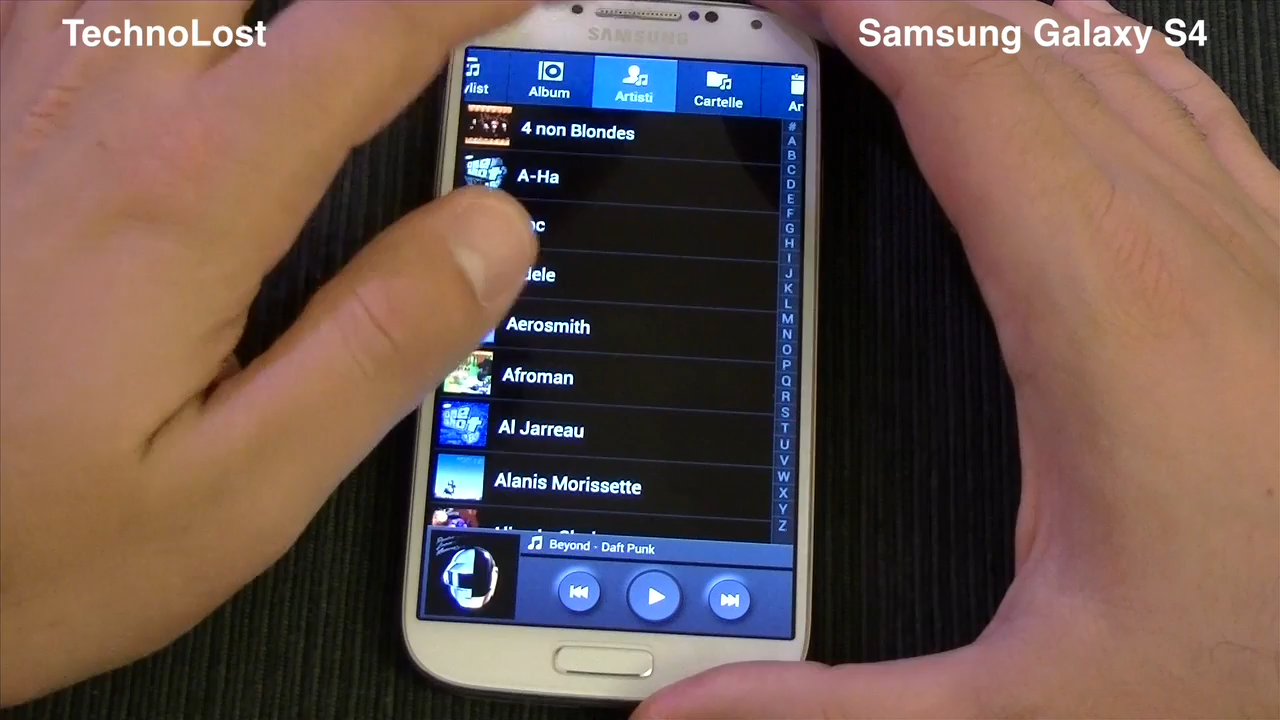 TechnoLost
Samsung Galaxy S4
SAMSUNG
Album
Artisti
Cartelle
4 non Blondes
A-Ha
Aerosmith
Afroman
Al Jarreau
Alanis Morissette
#
A
B
C
D
E
F
G
H
I
J
K
L
M
N
O
P
Q
R
S
T
U
V
W
X
Y
Z
Beyond - Daft Punk